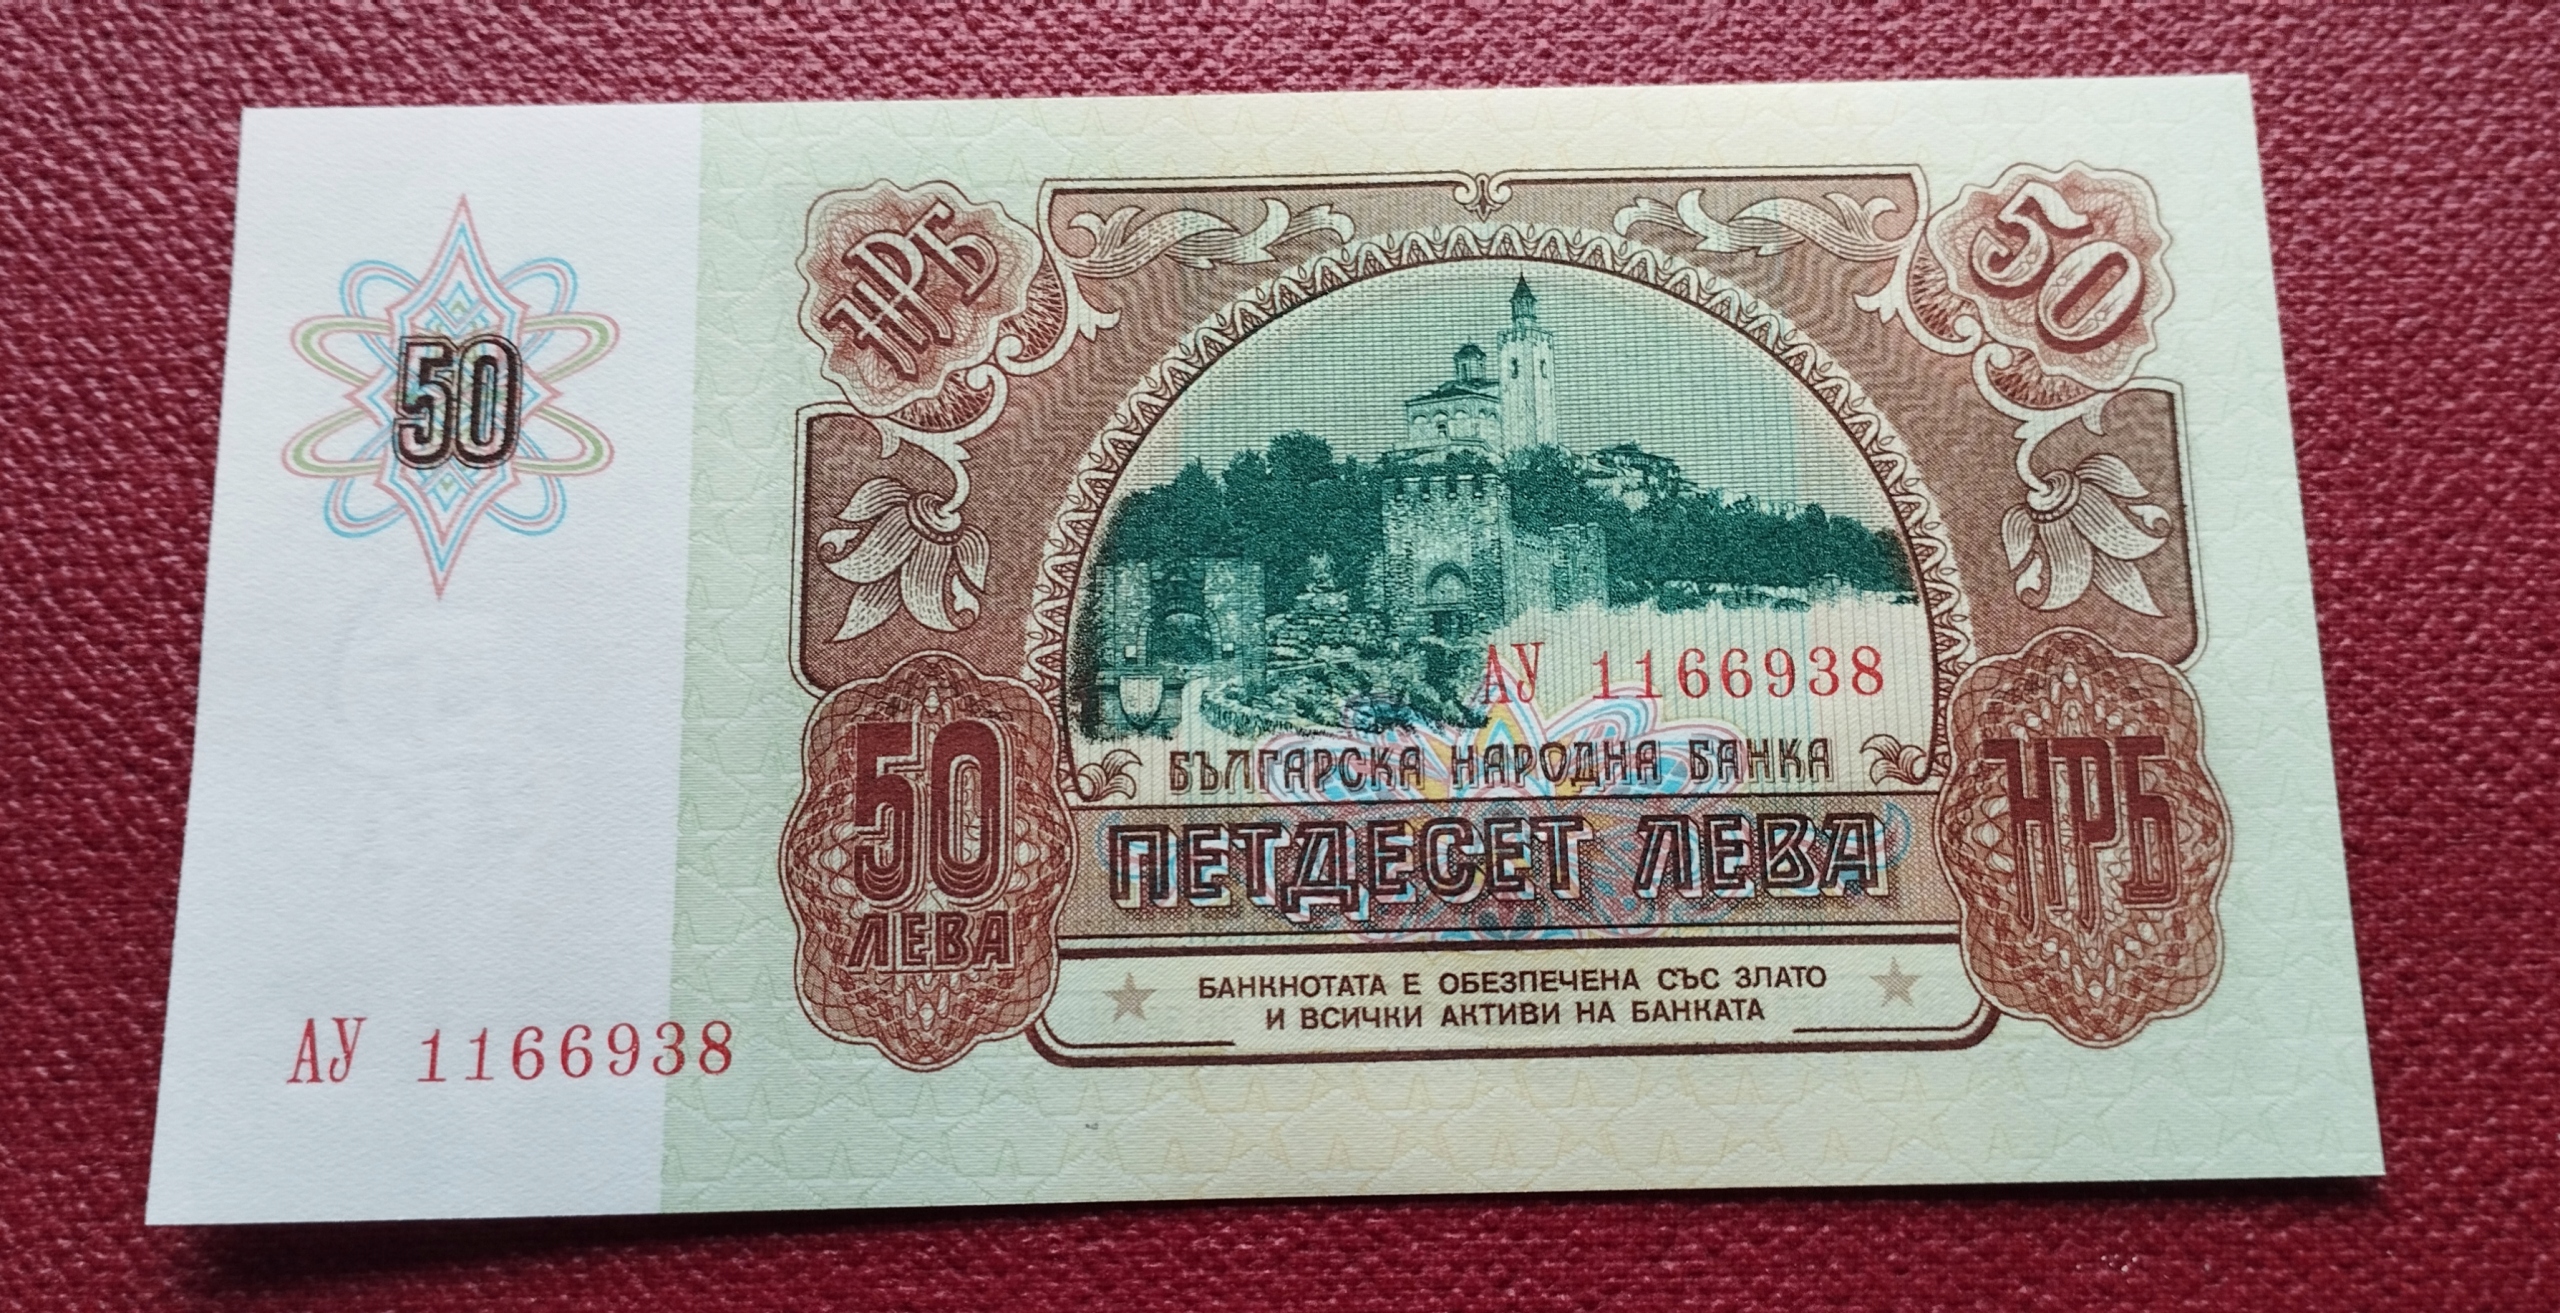 НРБ
50
50
АУ 1166938
БЪЛГАРСКА НАРОДНА БАНКА
ПЕТДЕСЕТ ЛЕВА
50
ЛЕВА
НРБ
БАНКНОТАТА Е ОБЕЗПЕЧЕНА СЪС ЗЛАТО
И ВСИЧКИ АКТИВИ НА БАНКАТА
АУ 1166938